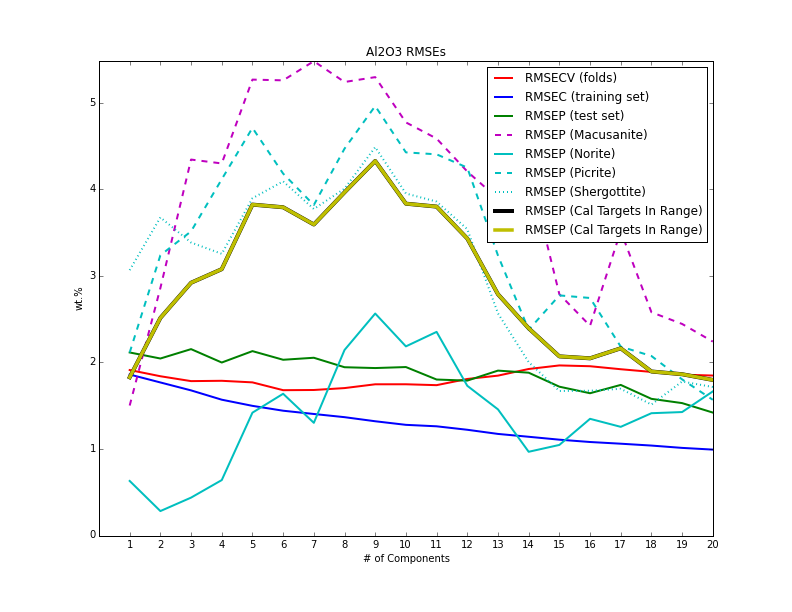 Al2O3 RMSEs
RMSECV (folds)
RMSEC (training set)
RMSEP (test set)
RMSEP (Macusanite)
RMSEP (Norite)
RMSEP (Picrite)
RMSEP (Shergottite)
RMSEP (Cal Targets In Range)
RMSEP (Cal Targets In Range)
5
4
3
2
1
0
wt.%
1 2 3 4 5 6 7 8 9 10 11 12 13 14 15 16 17 18 19 20
# of Components